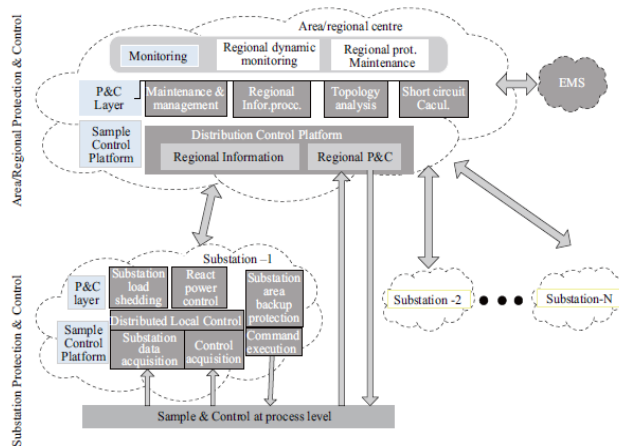 Area/Regional Protection & Control
Area/regional centre
Monitoring
Regional dynamic
monitoring
Regional prot.
Maintenance
P&C
Layer
Maintenance &
management
Regional
Infor.procc.
Topology
analysis
Short circuit
Cacul.
EMS
Sample
Control
Platform
Distribution Control Platform
Regional Information
Regional P&C
Substation Protection & Control
Substation –1
P&C
layer
Substation
load
shedding
React
power
control
Substation
area
backup
protection
Sample
Control
Platform
Distributed Local Control
Substation
data
acquisition
Control
acquisition
Command
execution
Substation -2
Substation-N
Sample & Control at process level